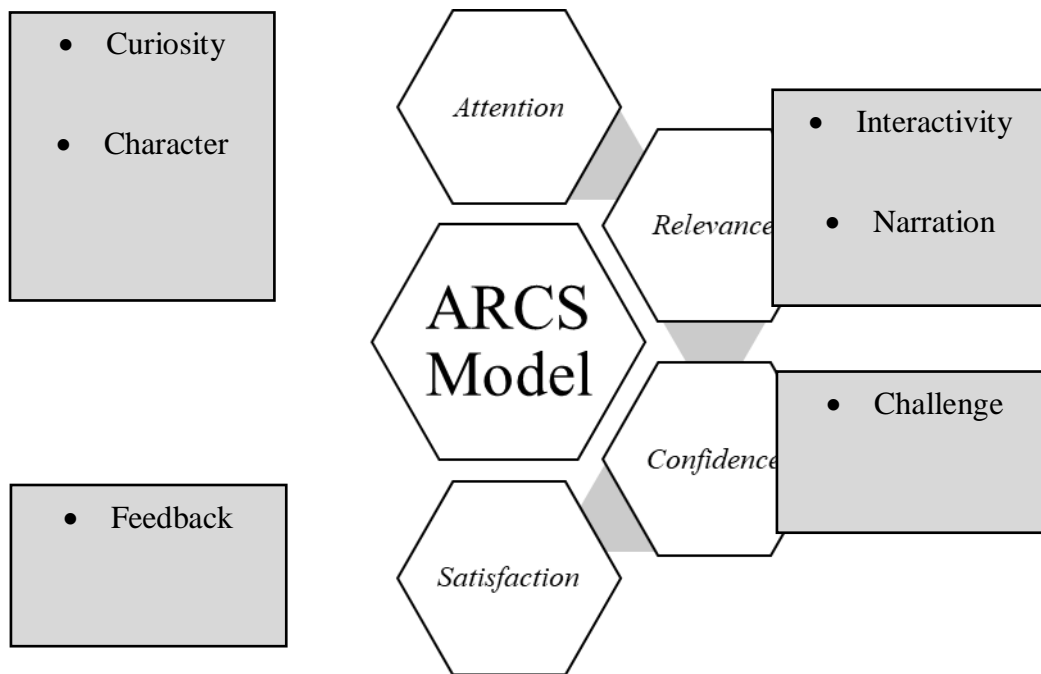 • Curiosity
• Character
Attention
• Interactivity
Relevance
• Narration
ARCS
Model
• Challenge
Confidence
• Feedback
Satisfaction